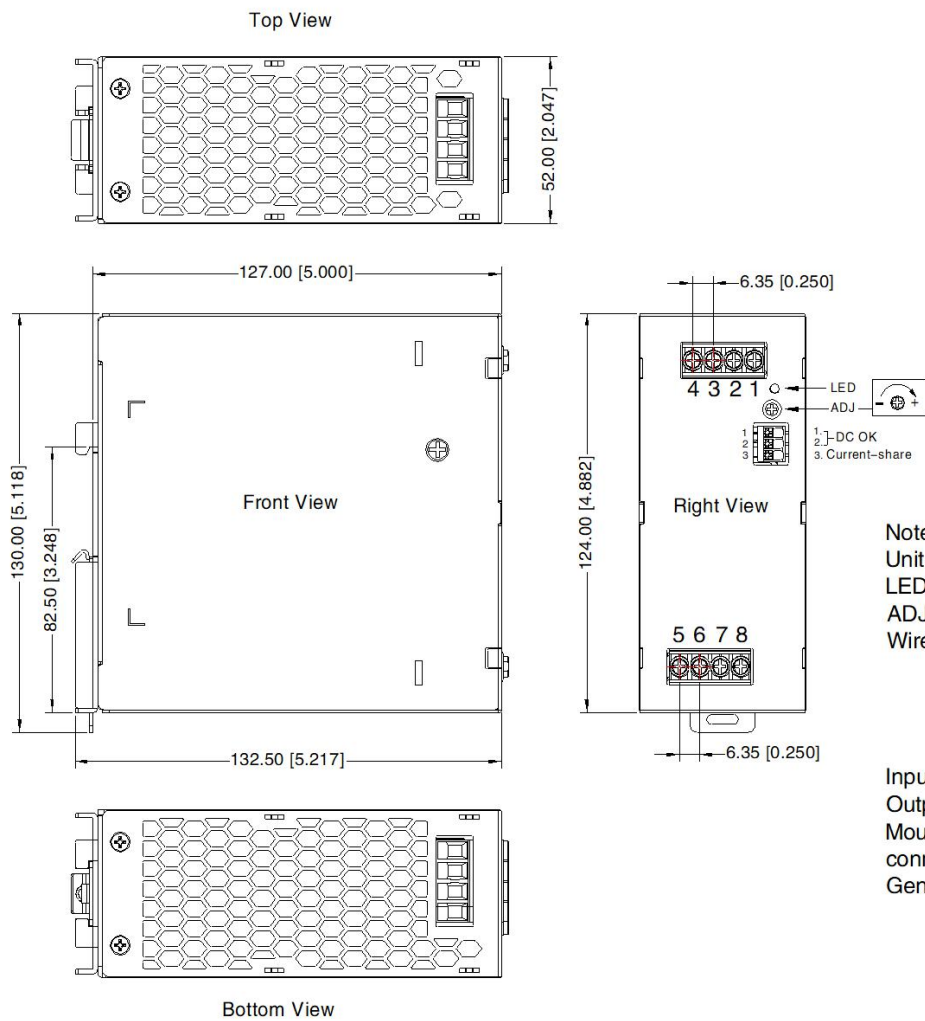 Top View
52.00 [2.047]
127.00 [5.000]
6.35 [0.250]
130.00 [5.118]
82.50 [3.248]
Front View
124.00 [4.882]
4 3 2 1
LED
ADJ
- +
1
2
3
1.
2.
DC OK
3. Current-share
Right View
5 6 7 8
6.35 [0.250]
132.50 [5.217]
Bottom View
Note
Unit
LED
ADJ
Wire
Inpu
Outp
Mou
conn
Gen